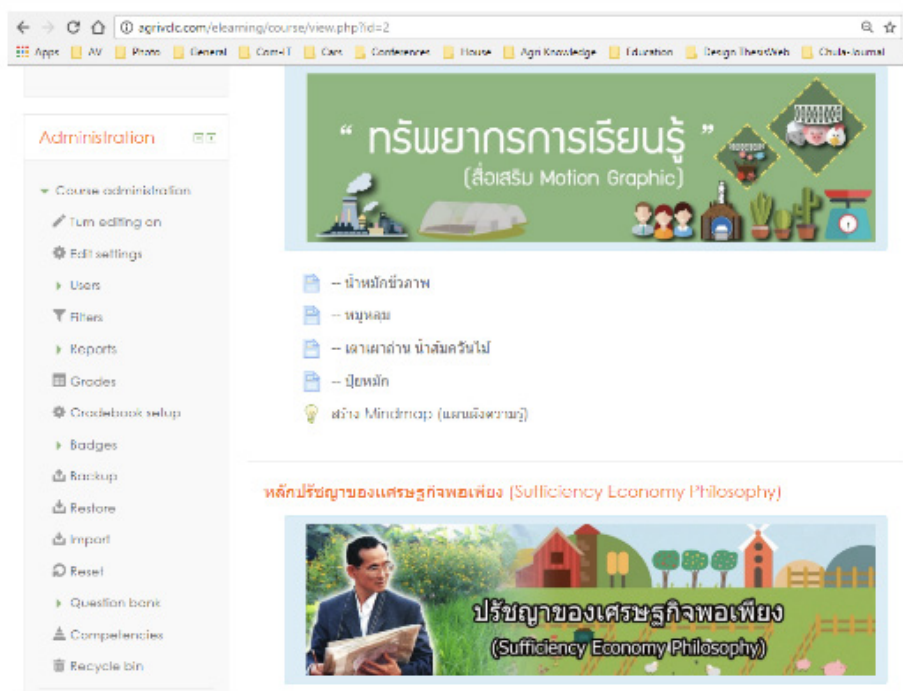 agrivdc.com/elearning/course/view.php?id=2
Apps AV Photo General Com-IT Cars Conferences House Agri Knowledge Education Design ThesisWeb Chula-Journal
Administration
Course administration
Turn editing on
Edit settings
Users
Filters
Reports
Grades
Gradebook setup
Badges
Backup
Restore
Import
Reset
Question bank
Competencies
Recycle bin
“ ทรัพยากรการเรียนรู้ ”
(สื่อเสริม Motion Graphic)
-- น้ำหมักชีวภาพ
-- หมูหลุม
-- เตาเผาถ่าน น้ำส้มควันไม้
-- ปุ๋ยหมัก
สร้าง Mindmap (แผนผังความรู้)
หลักปรัชญาของเศรษฐกิจพอเพียง (Sufficiency Economy Philosophy)
ปรัชญาของเศรษฐกิจพอเพียง
(Sufficiency Economy Philosophy)